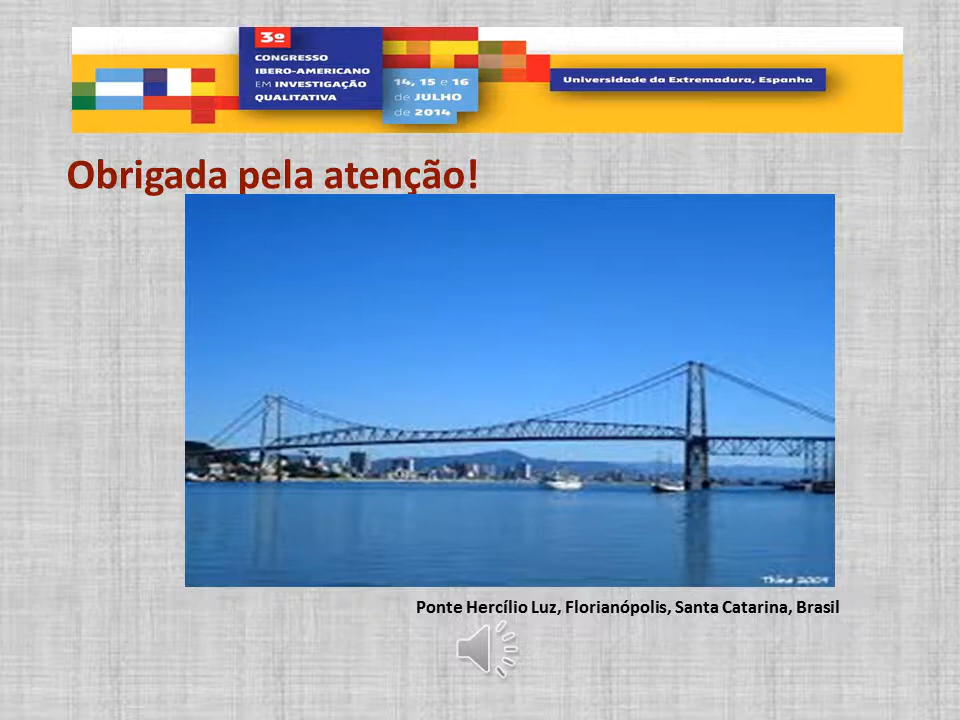 3º
CONGRESSO
IBERO-AMERICANO
EM INVESTIGAÇÃO
QUALITATIVA
14, 15 e 16
de JULHO
de 2014
Universidade da Extremadura, Espanha
Obrigada pela atenção!
Ponte Hercílio Luz, Florianópolis, Santa Catarina, Brasil